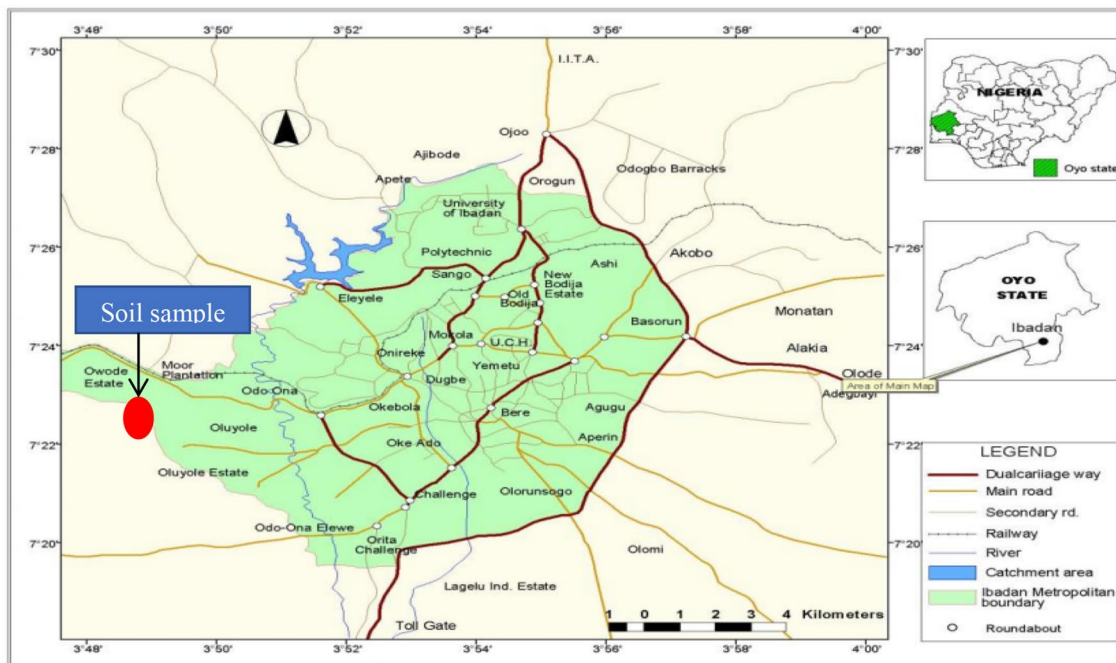 3°48"
3°50"
3°52"
3°54"
3°56"
3°58"
4°00"
7°30'
7°28'
7°26'
7°24'
7°22'
7°20'
7°30'
7°28'
7°26'
7°24'
7°22'
7°20'
I.I.T.A.
Ojoo
Ajibode
Apete
Orogun
Odogbo Barracks
University
of Ibadan
Polytechnic
Sango
Ashi
Akobo
New
Bodija
Estate
Eleyele
Old
Bodija
Monatan
Basorun
Soil sample
Mokola
U.C.H.
Onireke
Yemetu
Alakia
Moor
Plantation
Owode
Estate
Dugbe
Olode
Adegbayi
Odo-Ona
Okebola
Bere
Agugu
Oluyole
Oke Ado
Aperin
Oluyole Estate
Challenge
Olorunsogo
Odo-Ona Elewe
Orita
Challenge
Olomi
Lagelu Ind. Estate
Toll Gate
1 0 1 2 3 4 Kilometers
3°48"
3°50"
3°52"
3°54"
3°56"
3°58"
4°00"
NIGERIA
Oyo state
OYO
STATE
Ibadan
Area of Main Map
LEGEND
Dualcariiage way
Main road
Secondary rd.
Railway
River
Catchment area
Ibadan Metropolitan
boundary
Roundabout